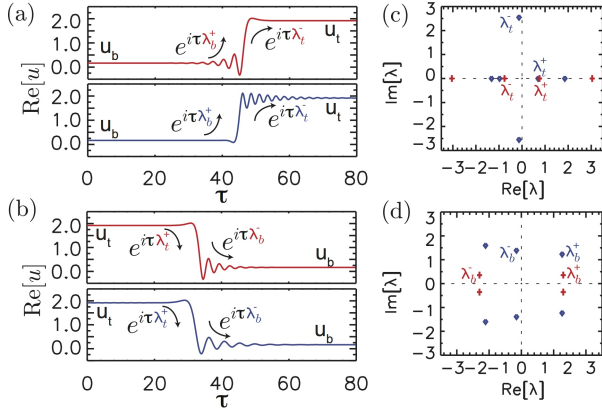 (a)
Re[u]
2.0
1.0
0.0
u_b
e^{iτλ_b^+}
e^{iτλ_t^-}
u_t
2.0
1.0
0.0
u_b
e^{iτλ_b^+}
e^{iτλ_t^-}
u_t
0 20 40 60 80
τ
(b)
Re[u]
2.0
1.0
0.0
u_t
e^{iτλ_t^+}
e^{iτλ_b^-}
u_b
2.0
1.0
0.0
u_t
e^{iτλ_t^+}
e^{iτλ_b^-}
u_b
0 20 40 60 80
τ
(c)
Im[λ]
3
2
1
0
-1
-2
-3
λ_t^-
λ_t^+
λ_t^-
λ_t^+
-3 -2 -1 0 1 2 3
Re[λ]
(d)
Im[λ]
3
2
1
0
-1
-2
-3
λ_b^-
λ_b^+
λ_b^-
λ_b^+
-3 -2 -1 0 1 2 3
Re[λ]